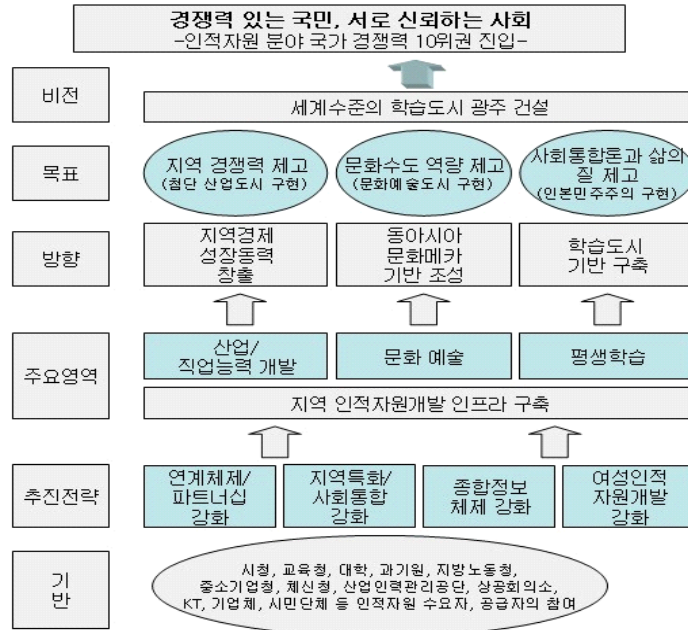 경쟁력 있는 국민, 서로 신뢰하는 사회
-인적자원 분야 국가 경쟁력 10위권 진입-
비전
세계수준의 학습도시 광주 건설
목표
지역 경쟁력 제고
(첨단 산업도시 구현)
문화수도 역량 제고
(문화예술도시 구현)
사회통합론과 삶의
질 제고
(인본민주주의 구현)
방향
지역경제
성장동력
창출
동아시아
문화메카
기반 조성
학습도시
기반 구축
주요영역
산업/
직업능력 개발
문화 예술
평생학습
지역 인적자원개발 인프라 구축
추진전략
연계체제/
파트너십
강화
지역특화/
사회통합
강화
종합정보
체제 강화
여성인적
자원개발
강화
기
반
시청, 교육청, 대학, 과기원, 지방노동청,
중소기업청, 체신청, 산업인력관리공단, 상공회의소,
KT, 기업체, 시민단체 등 인적자원 수요자, 공급자의 참여